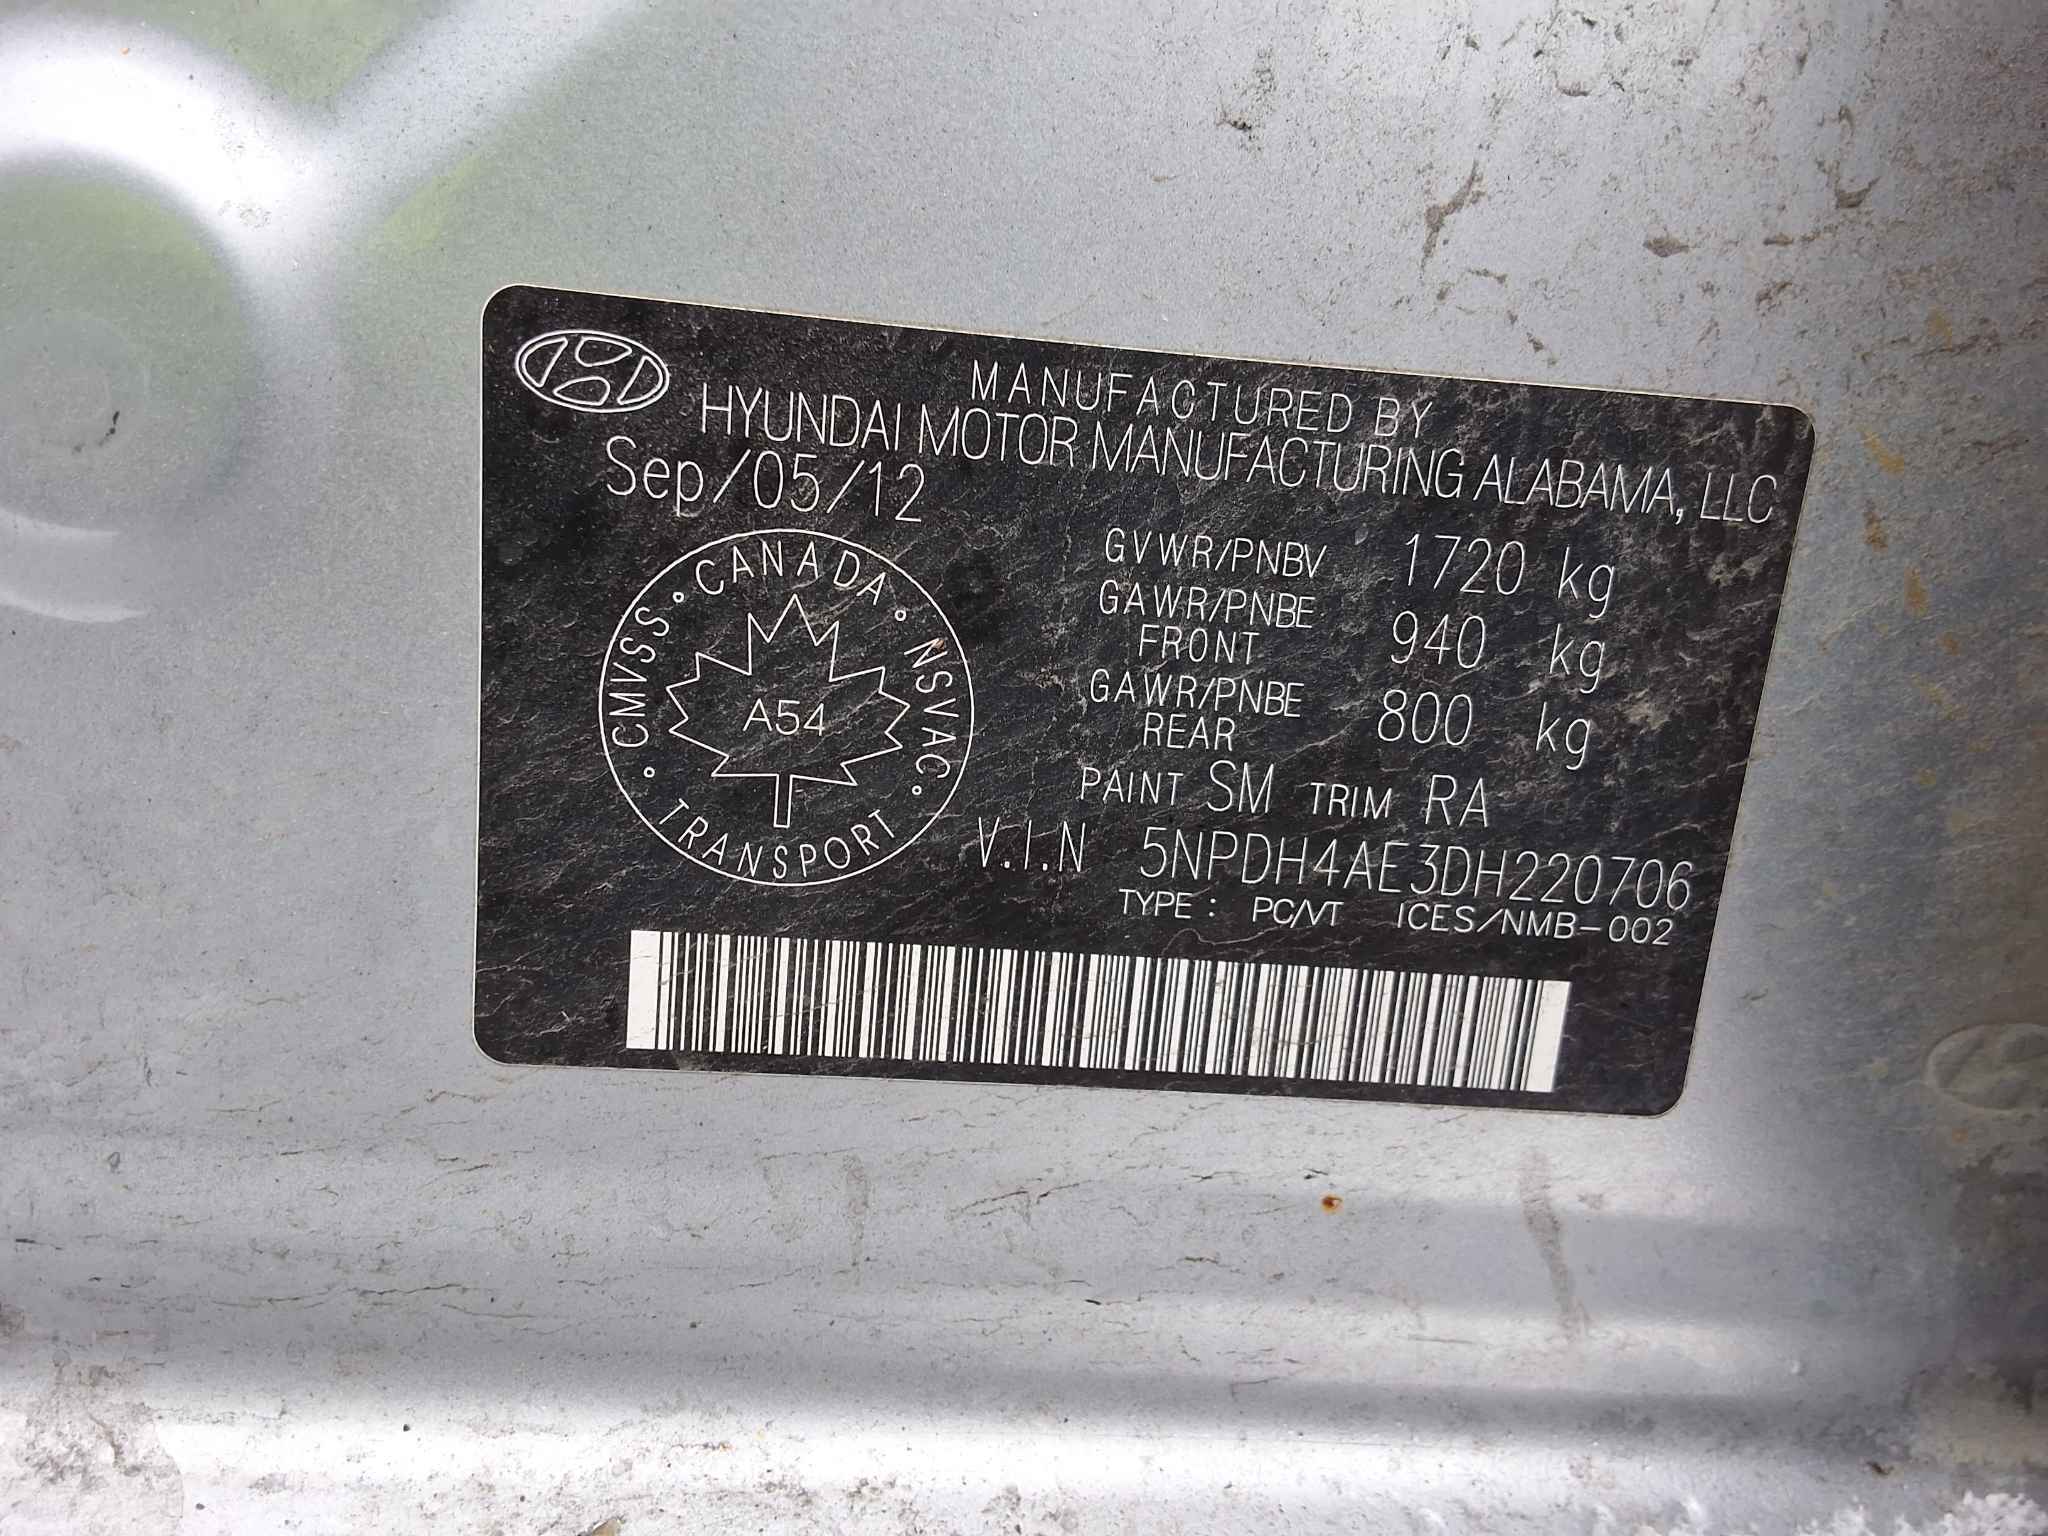 MANUFACTURED BY
HYUNDAI MOTOR MANUFACTURING ALABAMA, LLC
Sep/05/12
GVWR/PNBV 1720 kg
GAWR/PNBE FRONT 940 kg
GAWR/PNBE REAR 800 kg
CMVSS · CANADA · NSVAC · TRANSPORT ·
A54
PAINT SM TRIM RA
V.I.N 5NPDH4AE3DH220706
TYPE : PC/VT ICES/NMB-002